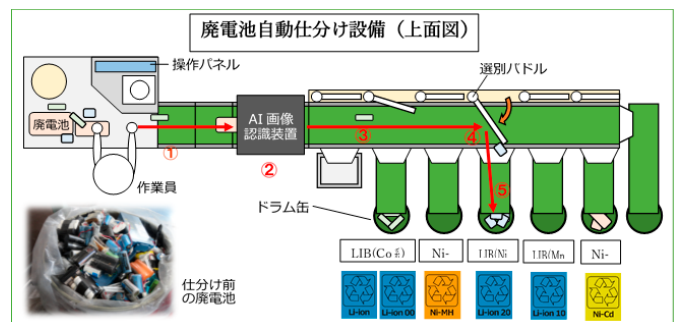 廃電池自動仕分け設備（上面図）
操作パネル
選別パドル
廃電池
AI 画像
認識装置
①
②
③
④
⑤
作業員
ドラム缶
仕分け前
の廃電池
LIB(Co系)
Ni-
LIB(Ni
LIB(Mn
Ni-
Li-ion
Li-ion 00
Ni-MH
Li-ion 20
Li-ion 10
Ni-Cd